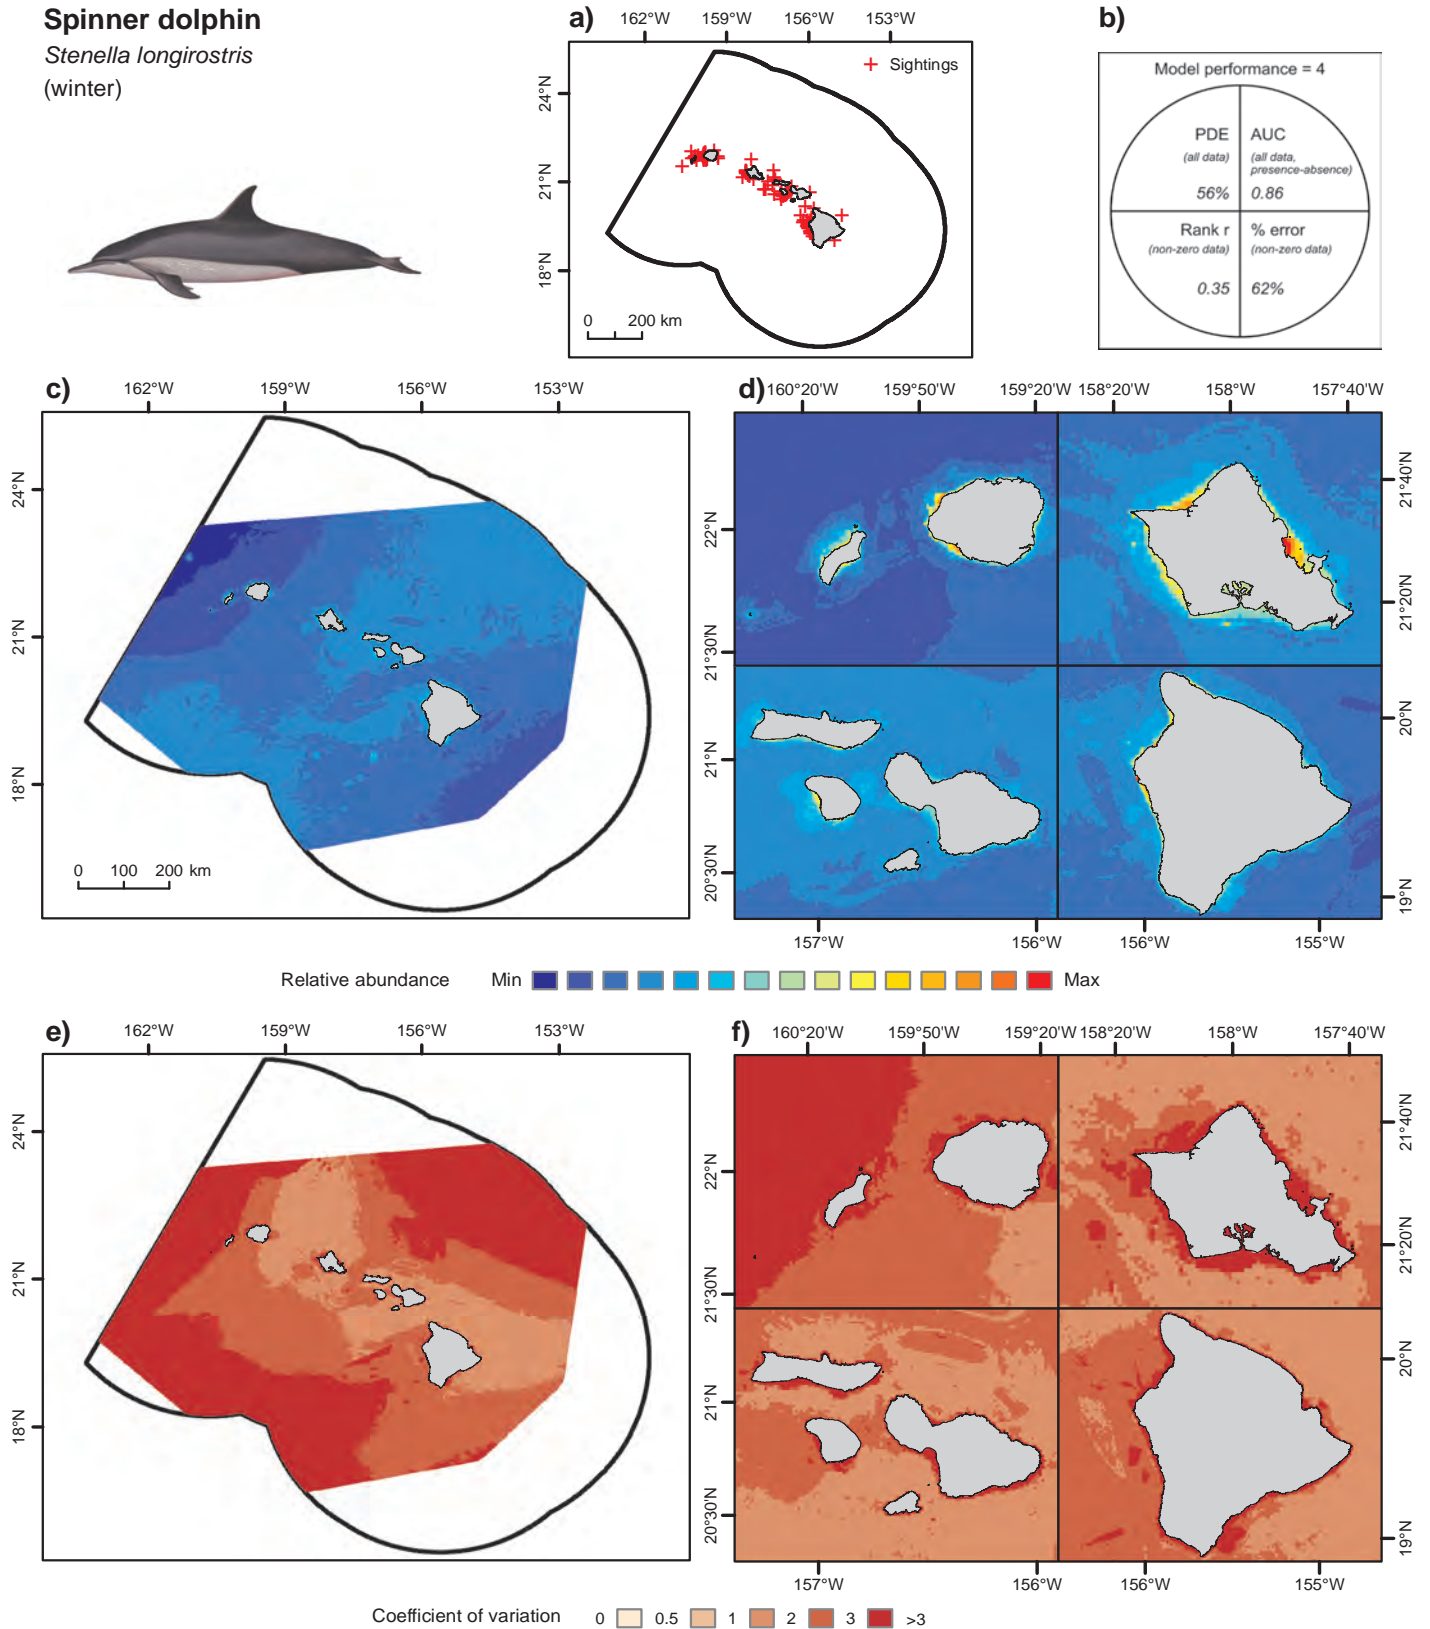 Spinner dolphin
Stenella longirostris
(winter)
a)
162°W 159°W 156°W 153°W
24°N
21°N
18°N
Sightings
0 200 km
b)
Model performance = 4
PDE
(all data)
56%
AUC
(all data,
presence-absence)
0.86
Rank r
(non-zero data)
0.35
% error
(non-zero data)
62%
c)
162°W 159°W 156°W 153°W
24°N
21°N
18°N
0 100 200 km
d)
160°20'W 159°50'W 159°20'W 158°20'W 158°W 157°40'W
22°N
21°30'N
21°N
20°30'N
21°40'N
21°20'N
20°N
19°N
157°W 156°W 156°W 155°W
Relative abundance Min Max
e)
162°W 159°W 156°W 153°W
24°N
21°N
18°N
f)
160°20'W 159°50'W 159°20'W 158°20'W 158°W 157°40'W
22°N
21°30'N
21°N
20°30'N
21°40'N
21°20'N
20°N
19°N
157°W 156°W 156°W 155°W
Coefficient of variation 0 0.5 1 2 3 >3